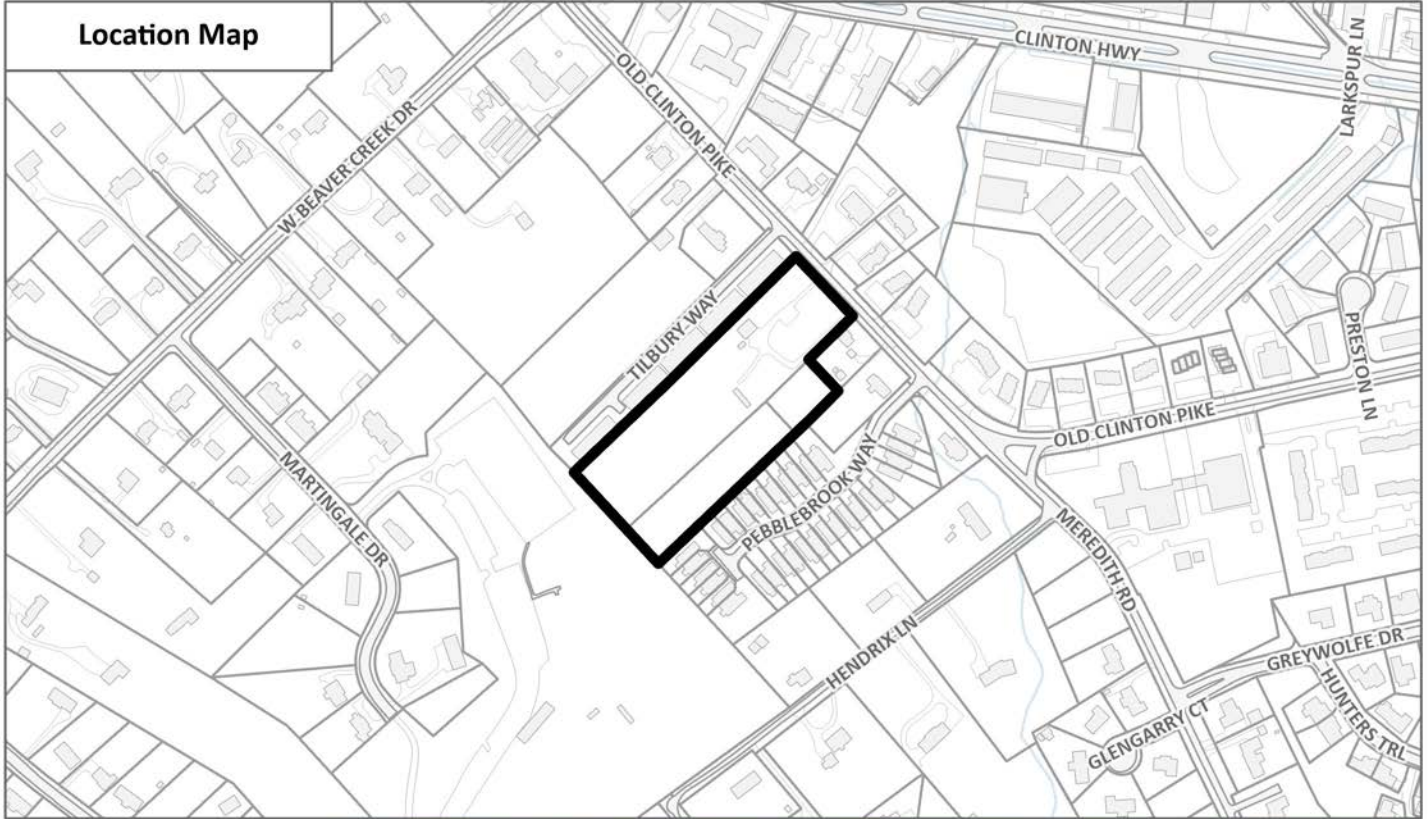 Location Map
CLINTON HWY
LARKSPUR LN
OLD CLINTON PIKE
W BEAVER CREEK DR
TILBURY WAY
PRESTON LN
OLD CLINTON PIKE
PEBBLEBROOK WAY
MARTINGALE DR
MEREDITH RD
HENDRIX LN
GREYWOLFE DR
HUNTERS TRL
GLENGARRY CT